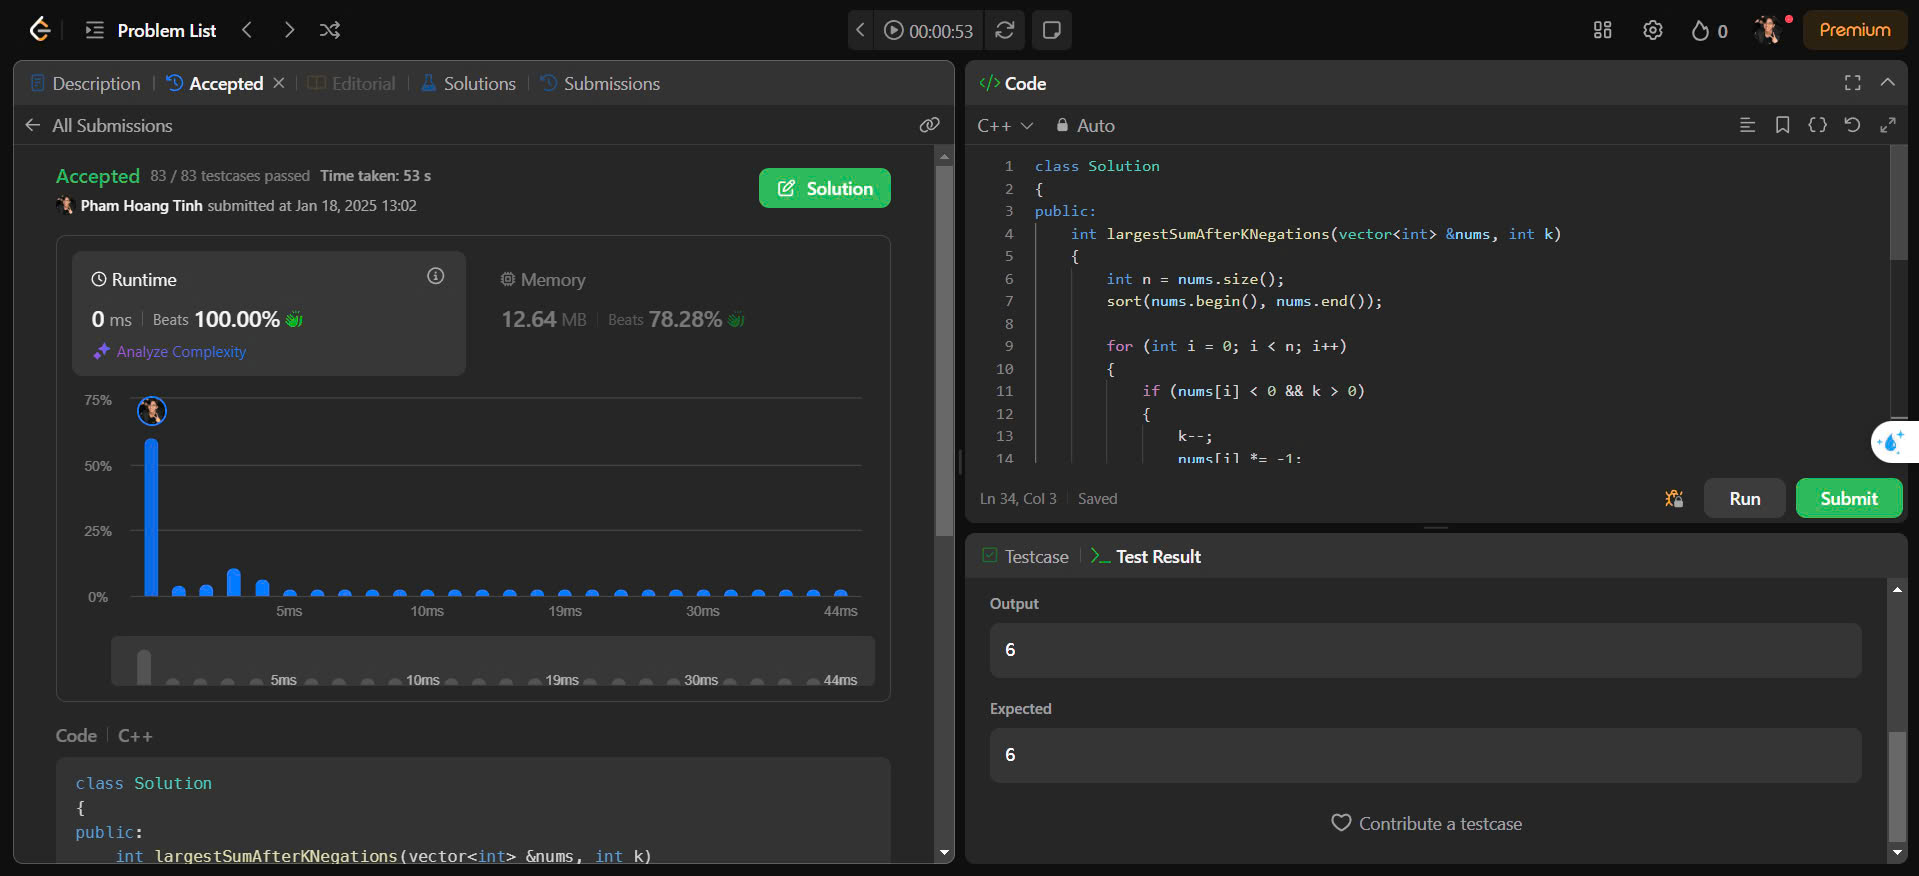 Problem List
00:00:53
0
Premium
Description
Accepted
Editorial
Solutions
Submissions
All Submissions
Accepted 83 / 83 testcases passed Time taken: 53 s
Pham Hoang Tinh submitted at Jan 18, 2025 13:02
Solution
Runtime
0 ms Beats 100.00%
Analyze Complexity
Memory
12.64 MB Beats 78.28%
75%
50%
25%
0%
5ms 10ms 19ms 30ms 44ms
5ms 10ms 19ms 30ms 44ms
Code C++
class Solution
{
public:
int largestSumAfterKNegations(vector<int> &nums, int k)
</> Code
C++ Auto
1 class Solution
2 {
3 public:
4 int largestSumAfterKNegations(vector<int> &nums, int k)
5 {
6 int n = nums.size();
7 sort(nums.begin(), nums.end());
8
9 for (int i = 0; i < n; i++)
10 {
11 if (nums[i] < 0 && k > 0)
12 {
13 k--;
14 nums[i] *= -1;
Ln 34, Col 3 Saved
Run
Submit
Testcase
Test Result
Output
6
Expected
6
Contribute a testcase